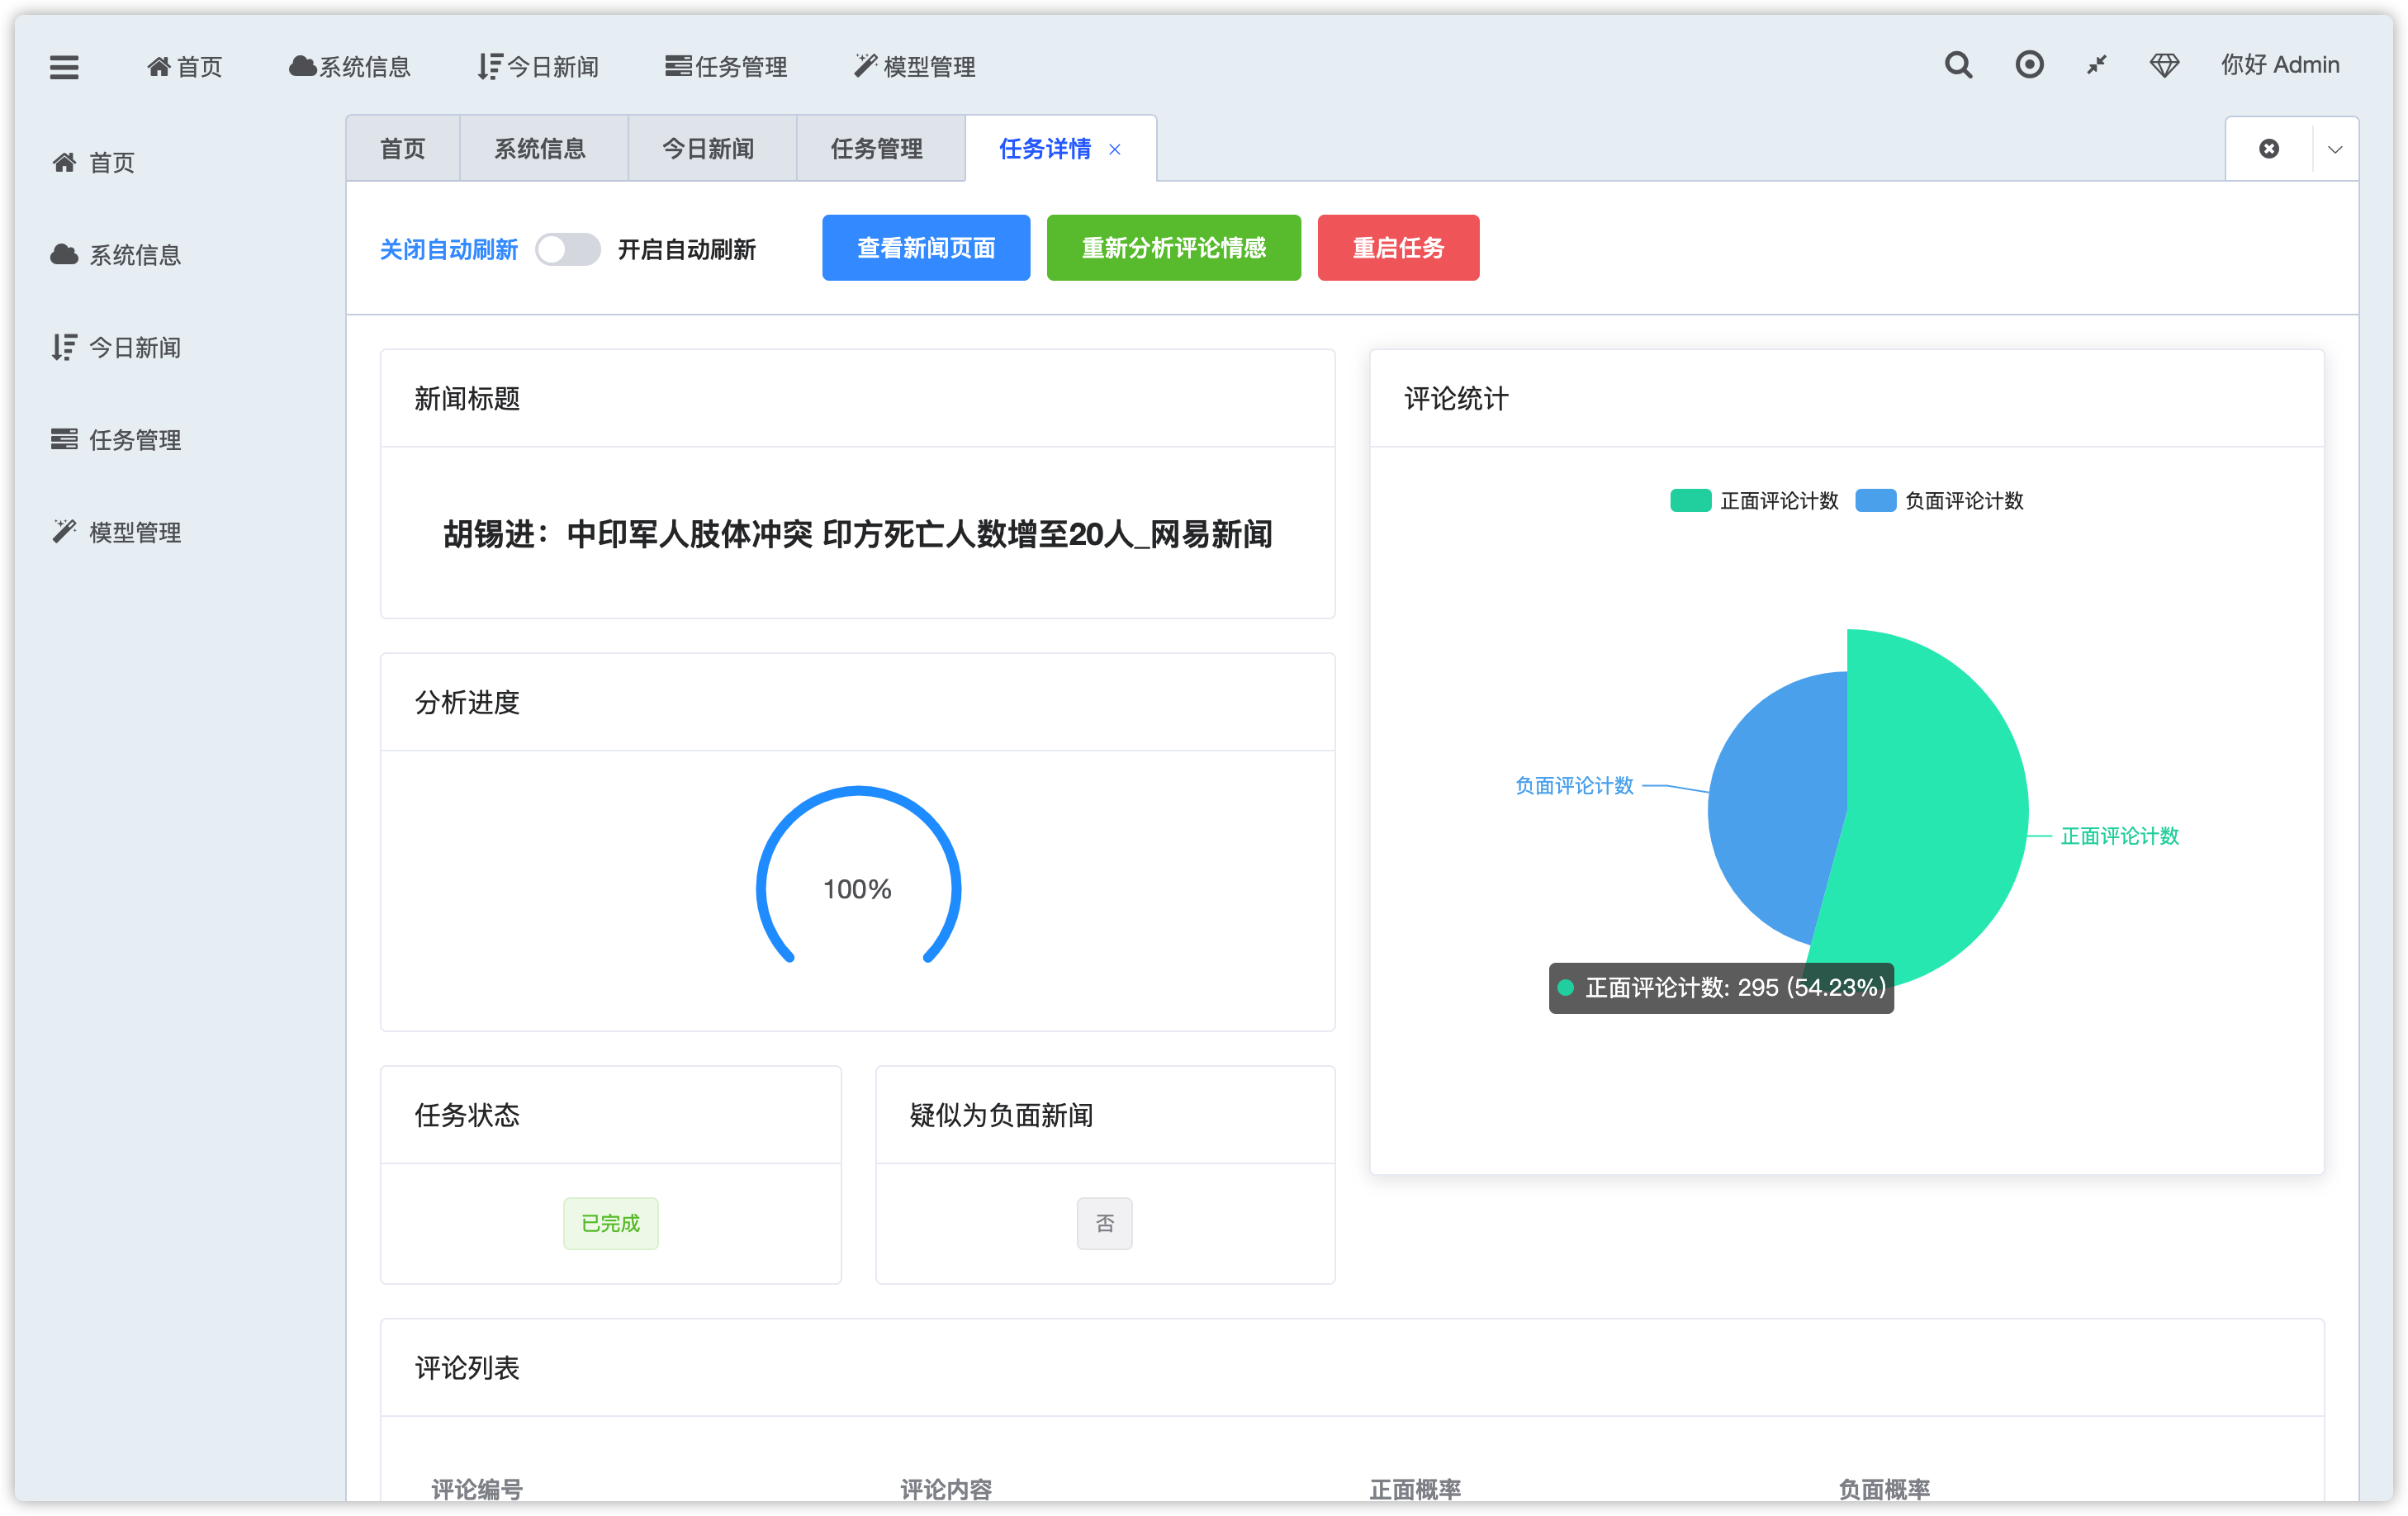 首页 系统信息 今日新闻 任务管理 模型管理 你好 Admin
首页
系统信息
今日新闻
任务管理
模型管理
首页 系统信息 今日新闻 任务管理 任务详情
关闭自动刷新 开启自动刷新 查看新闻页面 重新分析评论情感 重启任务
新闻标题
胡锡进：中印军人肢体冲突 印方死亡人数增至20人_网易新闻
分析进度
100%
任务状态
已完成
疑似为负面新闻
否
评论统计
正面评论计数 负面评论计数
负面评论计数
正面评论计数
正面评论计数: 295 (54.23%)
评论列表
评论编号 评论内容 正面概率 负面概率